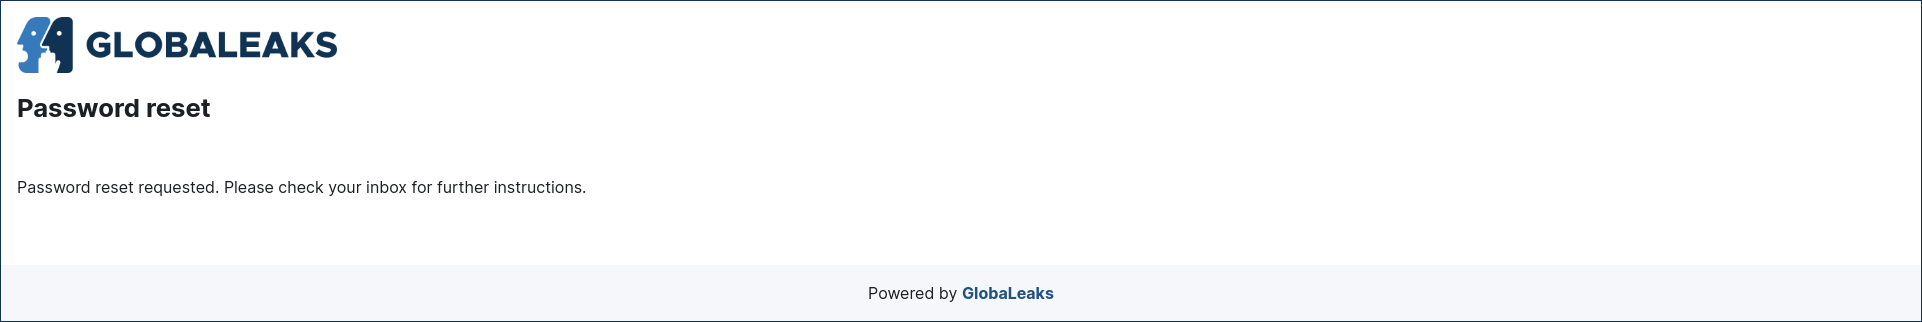 GLOBALEAKS
Password reset
Password reset requested. Please check your inbox for further instructions.
Powered by GlobaLeaks